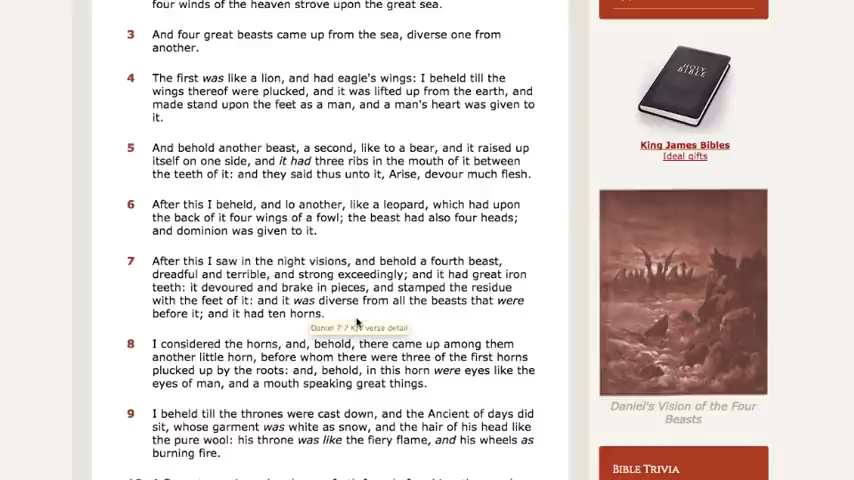 four winds of the heaven strove upon the great sea.
3 And four great beasts came up from the sea, diverse one from
another.
4 The first was like a lion, and had eagle's wings: I beheld till the
wings thereof were plucked, and it was lifted up from the earth, and
made stand upon the feet as a man, and a man's heart was given to
it.
5 And behold another beast, a second, like to a bear, and it raised up
itself on one side, and it had three ribs in the mouth of it between
the teeth of it: and they said thus unto it, Arise, devour much flesh.
6 After this I beheld, and lo another, like a leopard, which had upon
the back of it four wings of a fowl; the beast had also four heads;
and dominion was given to it.
7 After this I saw in the night visions, and behold a fourth beast,
dreadful and terrible, and strong exceedingly; and it had great iron
teeth: it devoured and brake in pieces, and stamped the residue
with the feet of it: and it was diverse from all the beasts that were
before it; and it had ten horns.
Daniel 7:7 KJV verse detail
8 I considered the horns, and, behold, there came up among them
another little horn, before whom there were three of the first horns
plucked up by the roots: and, behold, in this horn were eyes like the
eyes of man, and a mouth speaking great things.
9 I beheld till the thrones were cast down, and the Ancient of days did
sit, whose garment was white as snow, and the hair of his head like
the pure wool: his throne was like the fiery flame, and his wheels as
burning fire.
HOLY
BIBLE
King James Bibles
Ideal gifts
Daniel's Vision of the Four
Beasts
BIBLE TRIVIA